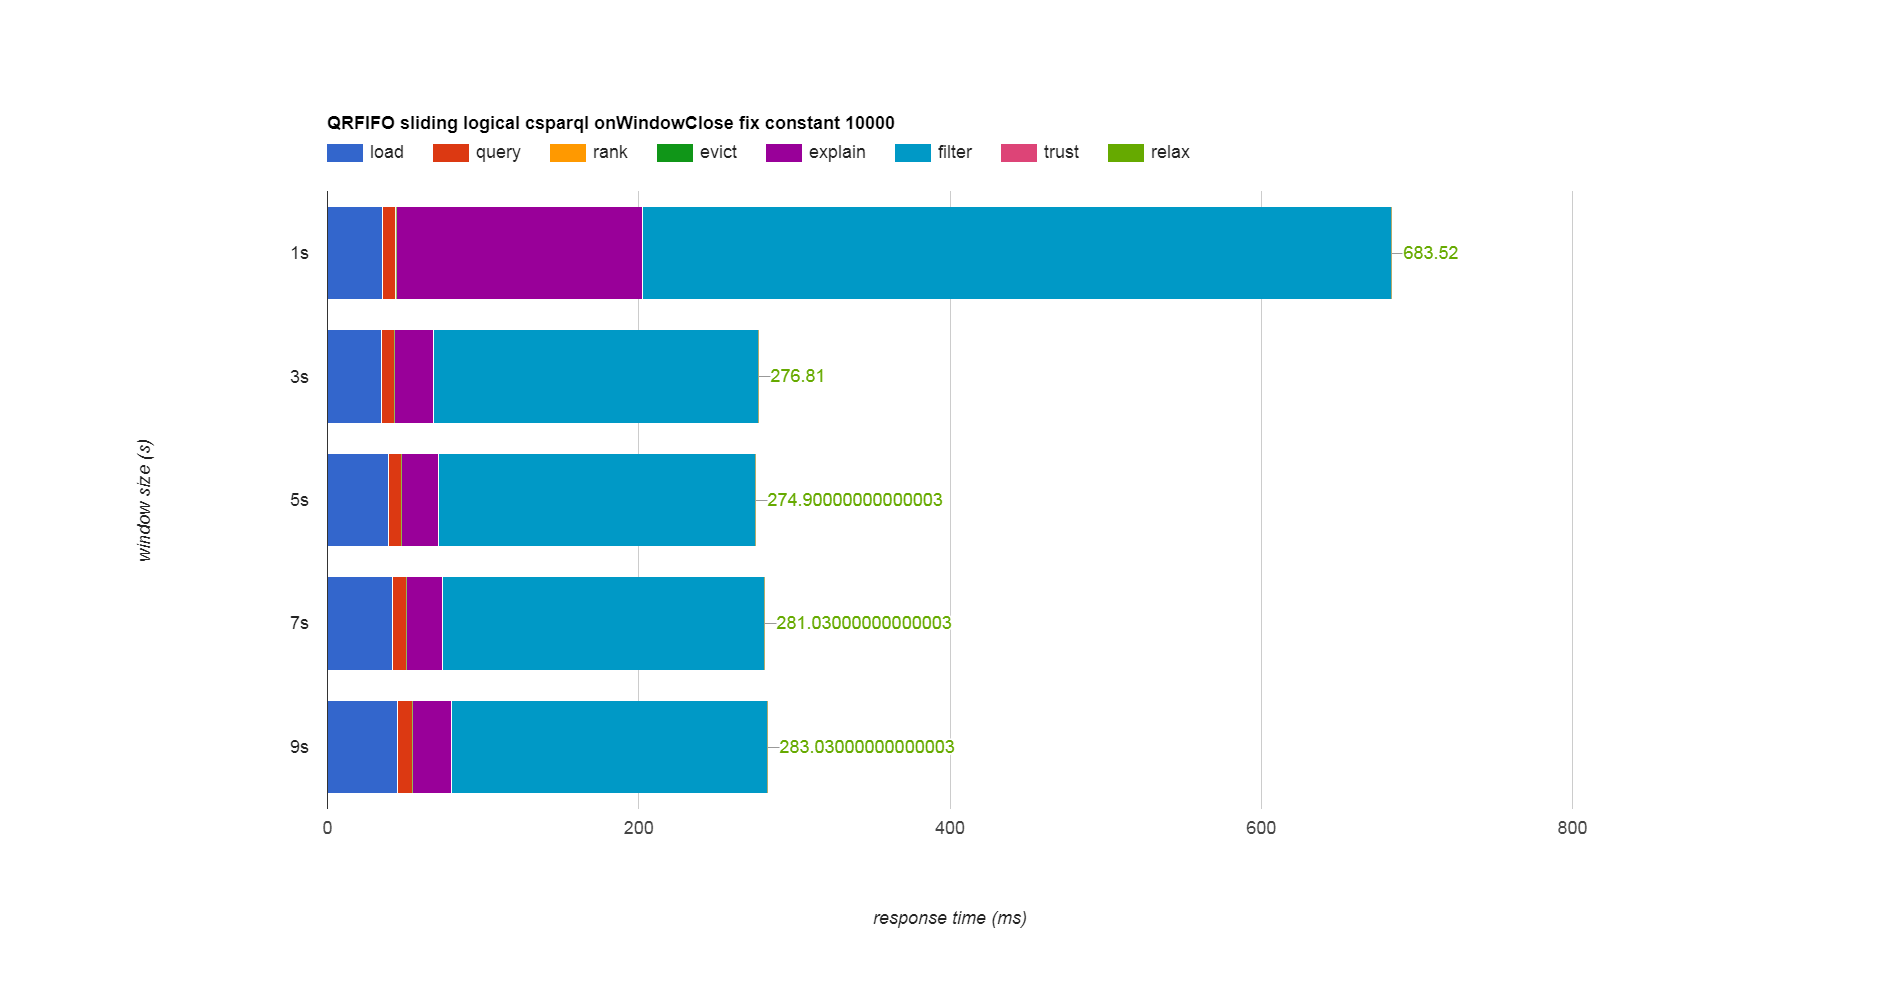 QRFIFO sliding logical csparql onWindowClose fix constant 10000
load query rank evict explain filter trust relax
1s 683.52
3s 276.81
window size (s)
5s 274.90000000000003
7s 281.03000000000003
9s 283.03000000000003
0 200 400 600 800
response time (ms)